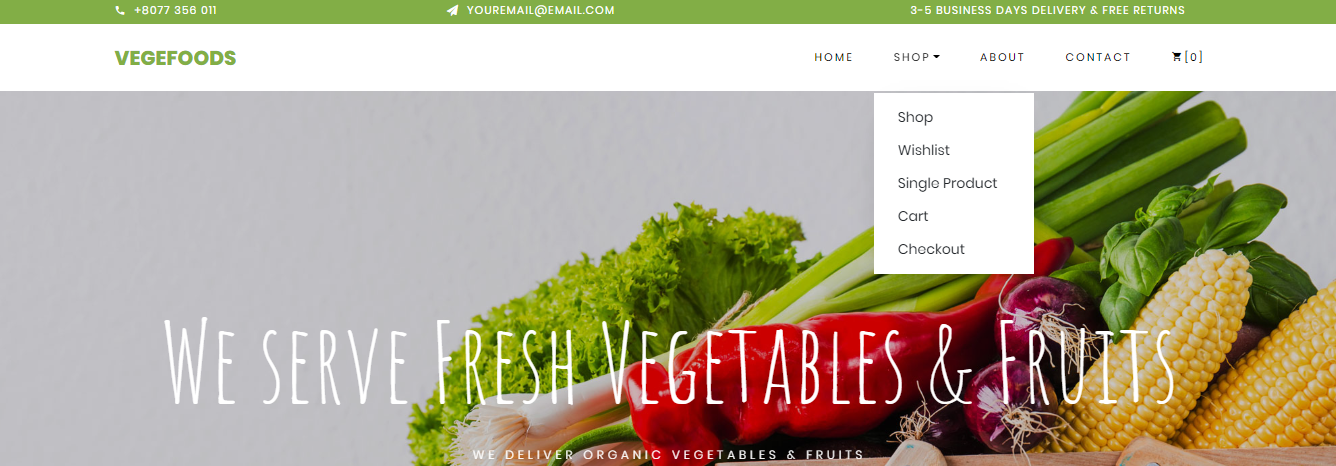 +8077 356 011
YOUREMAIL@EMAIL.COM
3-5 BUSINESS DAYS DELIVERY & FREE RETURNS
VEGEFOODS
HOME
SHOP
ABOUT
CONTACT
[0]
Shop
Wishlist
Single Product
Cart
Checkout
WE SERVE FRESH VEGETABLES & FRUITS
WE DELIVER ORGANIC VEGETABLES & FRUITS